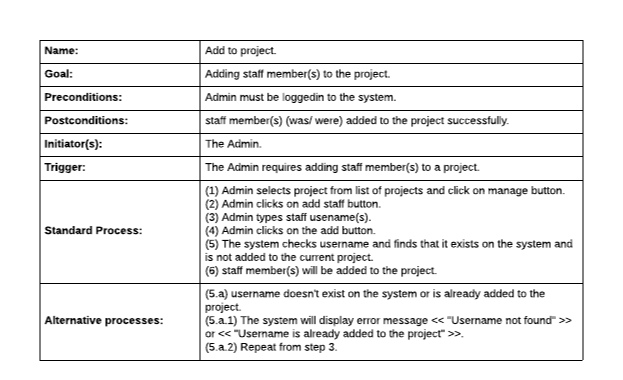 Name: Add to project.
Goal: Adding staff member(s) to the project.
Preconditions: Admin must be loggedin to the system.
Postconditions: staff member(s) (was/ were) added to the project successfully.
Initiator(s): The Admin.
Trigger: The Admin requires adding staff member(s) to a project.
Standard Process:
(1) Admin selects project from list of projects and click on manage button.
(2) Admin clicks on add staff button.
(3) Admin types staff usename(s).
(4) Admin clicks on the add button.
(5) The system checks username and finds that it exists on the system and
is not added to the current project.
(6) staff member(s) will be added to the project.
Alternative processes:
(5.a) username doesn't exist on the system or is already added to the
project.
(5.a.1) The system will display error message << "Username not found" >>
or << "Username is already added to the project" >>.
(5.a.2) Repeat from step 3.